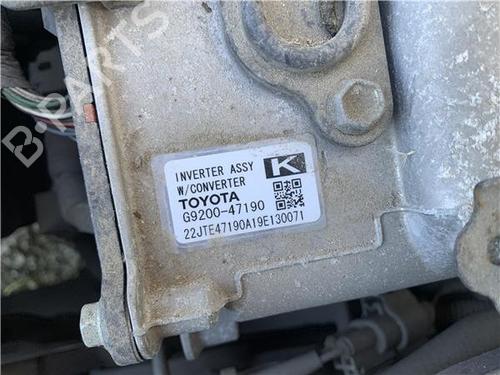 B-PARTS
INVERTER ASSY
W/CONVERTER
K
TOYOTA
G9200-47190
22JTE47190A19E130071